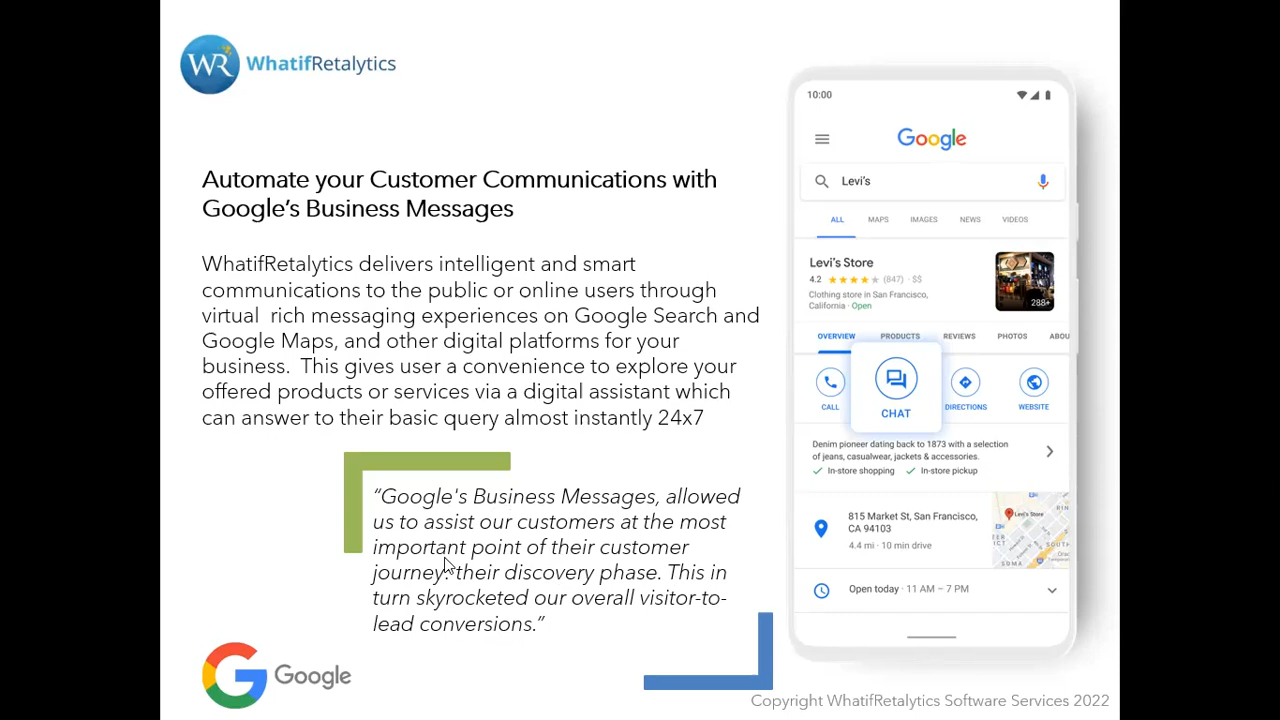 WR WhatifRetalytics
Automate your Customer Communications with
Google's Business Messages
WhatifRetalytics delivers intelligent and smart
communications to the public or online users through
virtual rich messaging experiences on Google Search and
Google Maps, and other digital platforms for your
business. This gives user a convenience to explore your
offered products or services via a digital assistant which
can answer to their basic query almost instantly 24x7
“Google's Business Messages, allowed
us to assist our customers at the most
important point of their customer
journey: their discovery phase. This in
turn skyrocketed our overall visitor-to-
lead conversions.”
Google
10:00
Google
Levi's
ALL MAPS IMAGES NEWS VIDEOS
Levi's Store
4.2 (847) · $$
Clothing store in San Francisco,
California · Open
288+
OVERVIEW PRODUCTS REVIEWS PHOTOS ABOU
CALL CHAT DIRECTIONS WEBSITE
Denim pioneer dating back to 1873 with a selection
of jeans, casualwear, jackets & accessories.
In-store shopping In-store pickup
815 Market St, San Francisco,
CA 94103
4.4 mi · 10 min drive
Levi's Store
SOMA
Open today · 11 AM – 7 PM
Copyright WhatifRetalytics Software Services 2022